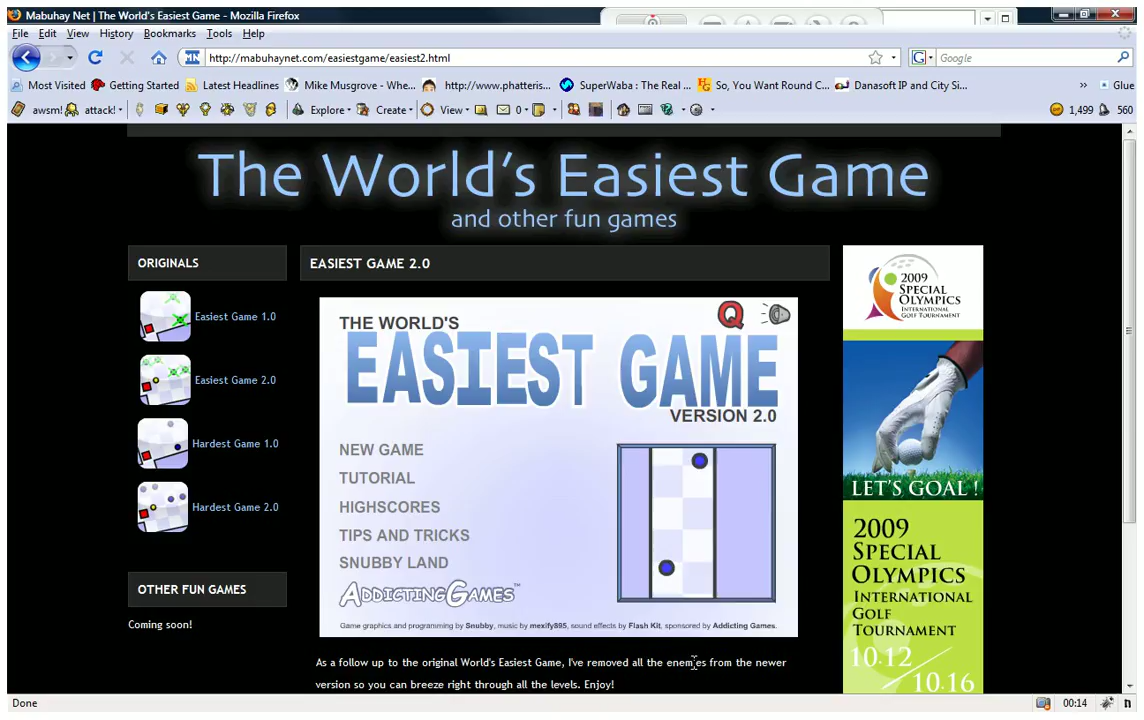 Mabuhay Net | The World's Easiest Game - Mozilla Firefox
File Edit View History Bookmarks Tools Help
http://mabuhaynet.com/easiestgame/easiest2.html
Google
Most Visited Getting Started Latest Headlines Mike Musgrove - Whe... http://www.phatteris... SuperWaba : The Real ... So, You Want Round C... Danasoft IP and City Si... » Glue
awsm! attack! Explore Create View 0 1,499 560
The World's Easiest Game
and other fun games
ORIGINALS
Easiest Game 1.0
Easiest Game 2.0
Hardest Game 1.0
Hardest Game 2.0
OTHER FUN GAMES
Coming soon!
EASIEST GAME 2.0
THE WORLD'S
EASIEST GAME
VERSION 2.0
Q
NEW GAME
TUTORIAL
HIGHSCORES
TIPS AND TRICKS
SNUBBY LAND
ADDICTINGGAMES™
Game graphics and programming by Snubby, music by mexify895, sound effects by Flash Kit, sponsored by Addicting Games.
As a follow up to the original World's Easiest Game, I've removed all the enemies from the newer
version so you can breeze right through all the levels. Enjoy!
2009
SPECIAL
OLYMPICS
INTERNATIONAL
GOLF TOURNAMENT
LET'S GOAL !
2009
SPECIAL
OLYMPICS
INTERNATIONAL
GOLF
TOURNAMENT
10.12
10.16
Done
00:14